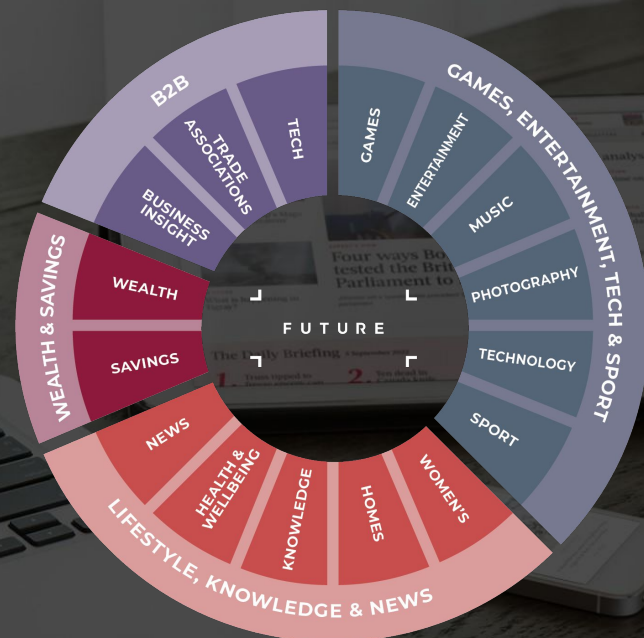 B2B
TECH
TRADE
ASSOCIATIONS
BUSINESS
INSIGHT
GAMES, ENTERTAINMENT, TECH & SPORT
GAMES
ENTERTAINMENT
MUSIC
PHOTOGRAPHY
TECHNOLOGY
SPORT
WEALTH & SAVINGS
WEALTH
SAVINGS
LIFESTYLE, KNOWLEDGE & NEWS
NEWS
HEALTH &
WELLBEING
KNOWLEDGE
HOMES
WOMEN'S
FUTURE
Four ways Bo
tested the Brit
Parliament to
The Daily Briefing
1.
2.